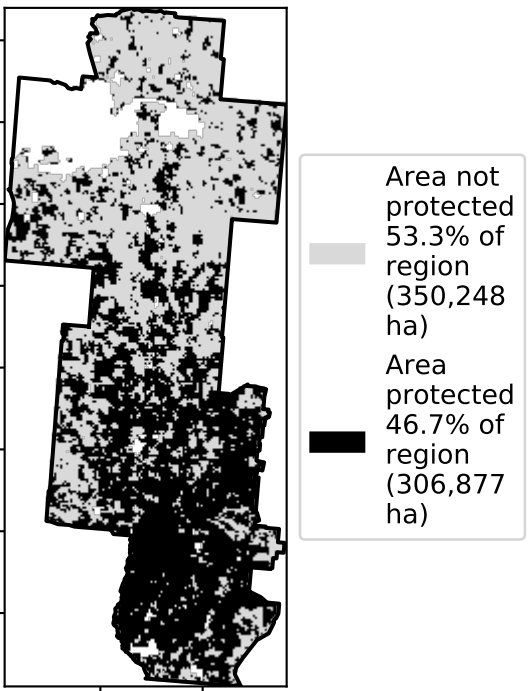 Area not
protected
53.3% of
region
(350,248
ha)
Area
protected
46.7% of
region
(306,877
ha)